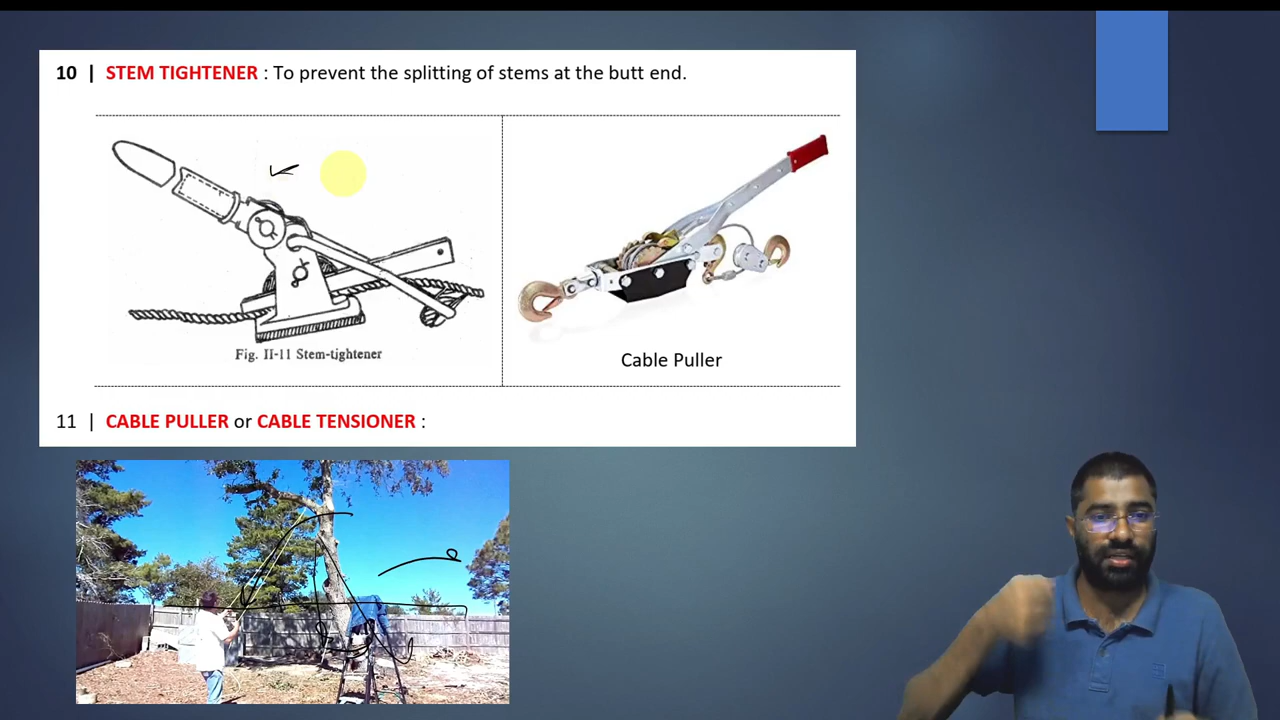 10 | STEM TIGHTENER : To prevent the splitting of stems at the butt end.
Fig. II-11 Stem-tightener
Cable Puller
11 | CABLE PULLER or CABLE TENSIONER :